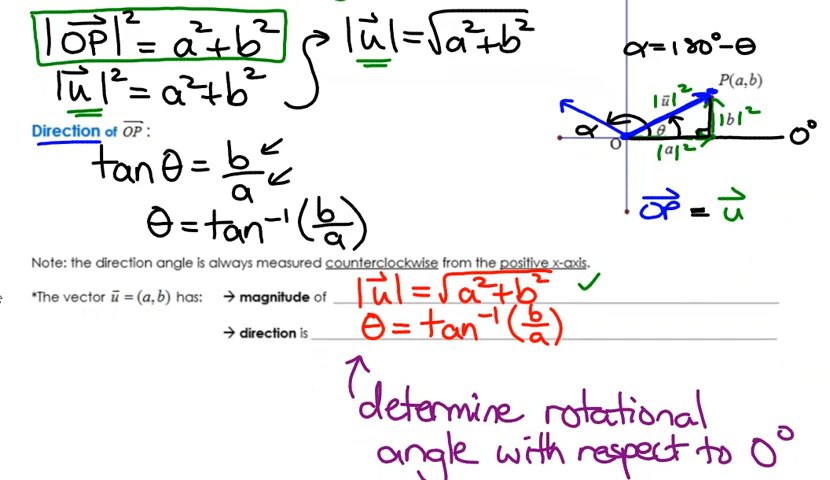 |OP⃗|² = a² + b²
|u⃗| = √(a² + b²)
|u⃗|² = a² + b²
α = 180° - θ
P(a,b)
|u⃗|²
|b|²
α
θ
O
|a|²
0°
Direction of OP⃗ :
tan θ = b/a
OP⃗ = u⃗
θ = tan⁻¹(b/a)
Note: the direction angle is always measured counterclockwise from the positive x-axis.
*The vector u⃗ = (a,b) has: → magnitude of |u⃗| = √(a² + b²) ✓
→ direction is θ = tan⁻¹(b/a)
determine rotational
angle with respect to 0°